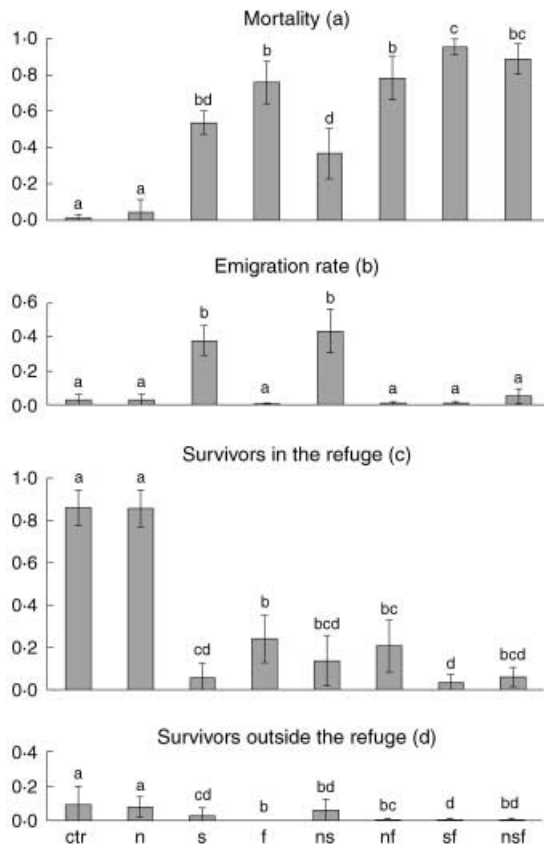 Mortality (a)
1·0
0·8
0·6
0·4
0·2
0·0
a a bd b d b c bc
Emigration rate (b)
0·6
0·4
0·2
0·0
a a b a b a a a
Survivors in the refuge (c)
1·0
0·8
0·6
0·4
0·2
0·0
a a cd b bcd bc d bcd
Survivors outside the refuge (d)
0·4
0·2
0·0
a a cd b bd bc d bd
ctr n s f ns nf sf nsf